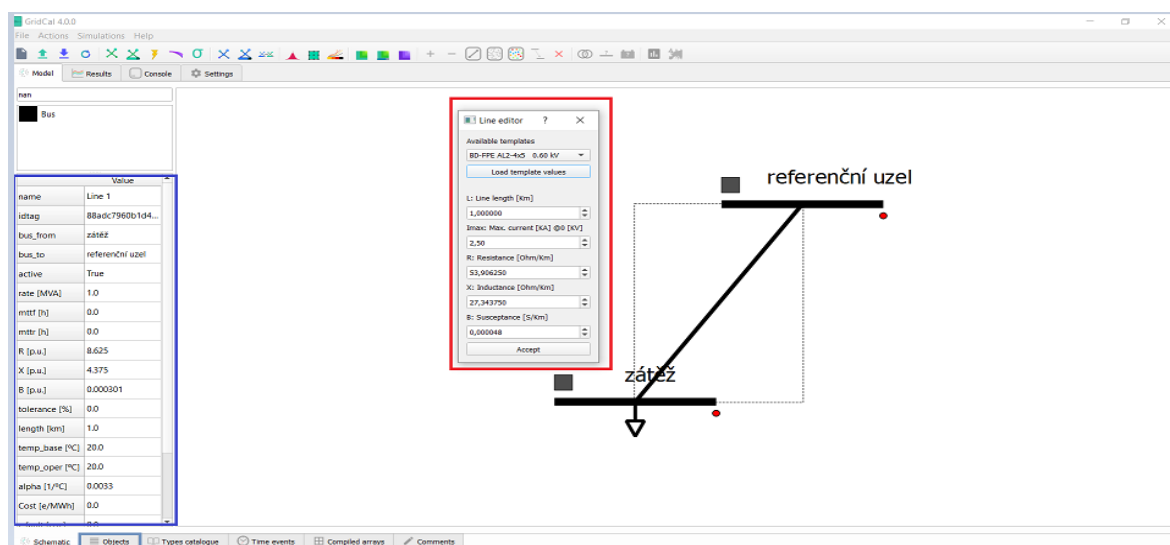 GridCal 4.0.0
File Actions Simulations Help
Model Results Console Settings
nan
Bus
Value
name Line 1
idtag 88adc7960b1d4...
bus_from zátěž
bus_to referenční uzel
active True
rate [MVA] 1.0
mttf [h] 0.0
mttr [h] 0.0
R [p.u.] 8.625
X [p.u.] 4.375
B [p.u.] 0.000301
tolerance [%] 0.0
length [km] 1.0
temp_base [ºC] 20.0
temp_oper [ºC] 20.0
alpha [1/ºC] 0.0033
Cost [e/MWh] 0.0
Line editor ? ×
Available templates
BD-FPE AL2-4x5 0.60 kV
Load template values
L: Line length [Km]
1,000000
Imax: Max. current [KA] @0 [KV]
2,50
R: Resistance [Ohm/Km]
53,906250
X: Inductance [Ohm/Km]
27,343750
B: Susceptance [S/Km]
0,000048
Accept
referenční uzel
zátěž
Schematic Objects Types catalogue Time events Compiled arrays Comments